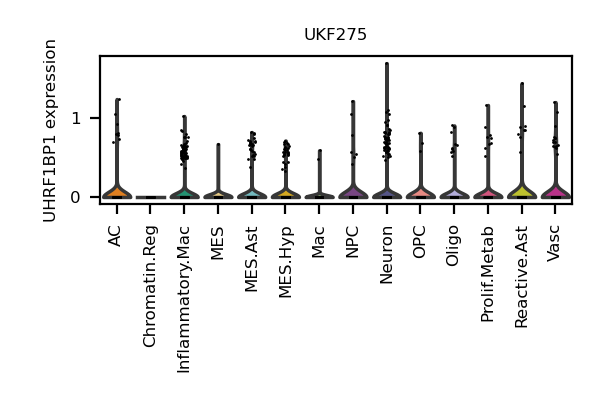 UKF275
UHRF1BP1 expression
1
0
AC
Chromatin.Reg
Inflammatory.Mac
MES
MES.Ast
MES.Hyp
Mac
NPC
Neuron
OPC
Oligo
Prolif.Metab
Reactive.Ast
Vasc